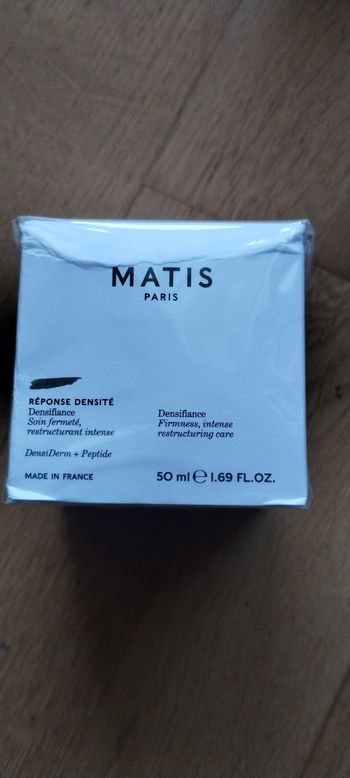 MATIS
PARIS
RÉPONSE DENSITÉ
Densifiance
Soin fermeté,
restructurant intense
DensiDerm + Peptide
Densifiance
Firmness, intense
restructuring care
MADE IN FRANCE
50 ml ℮ 1.69 FL.OZ.